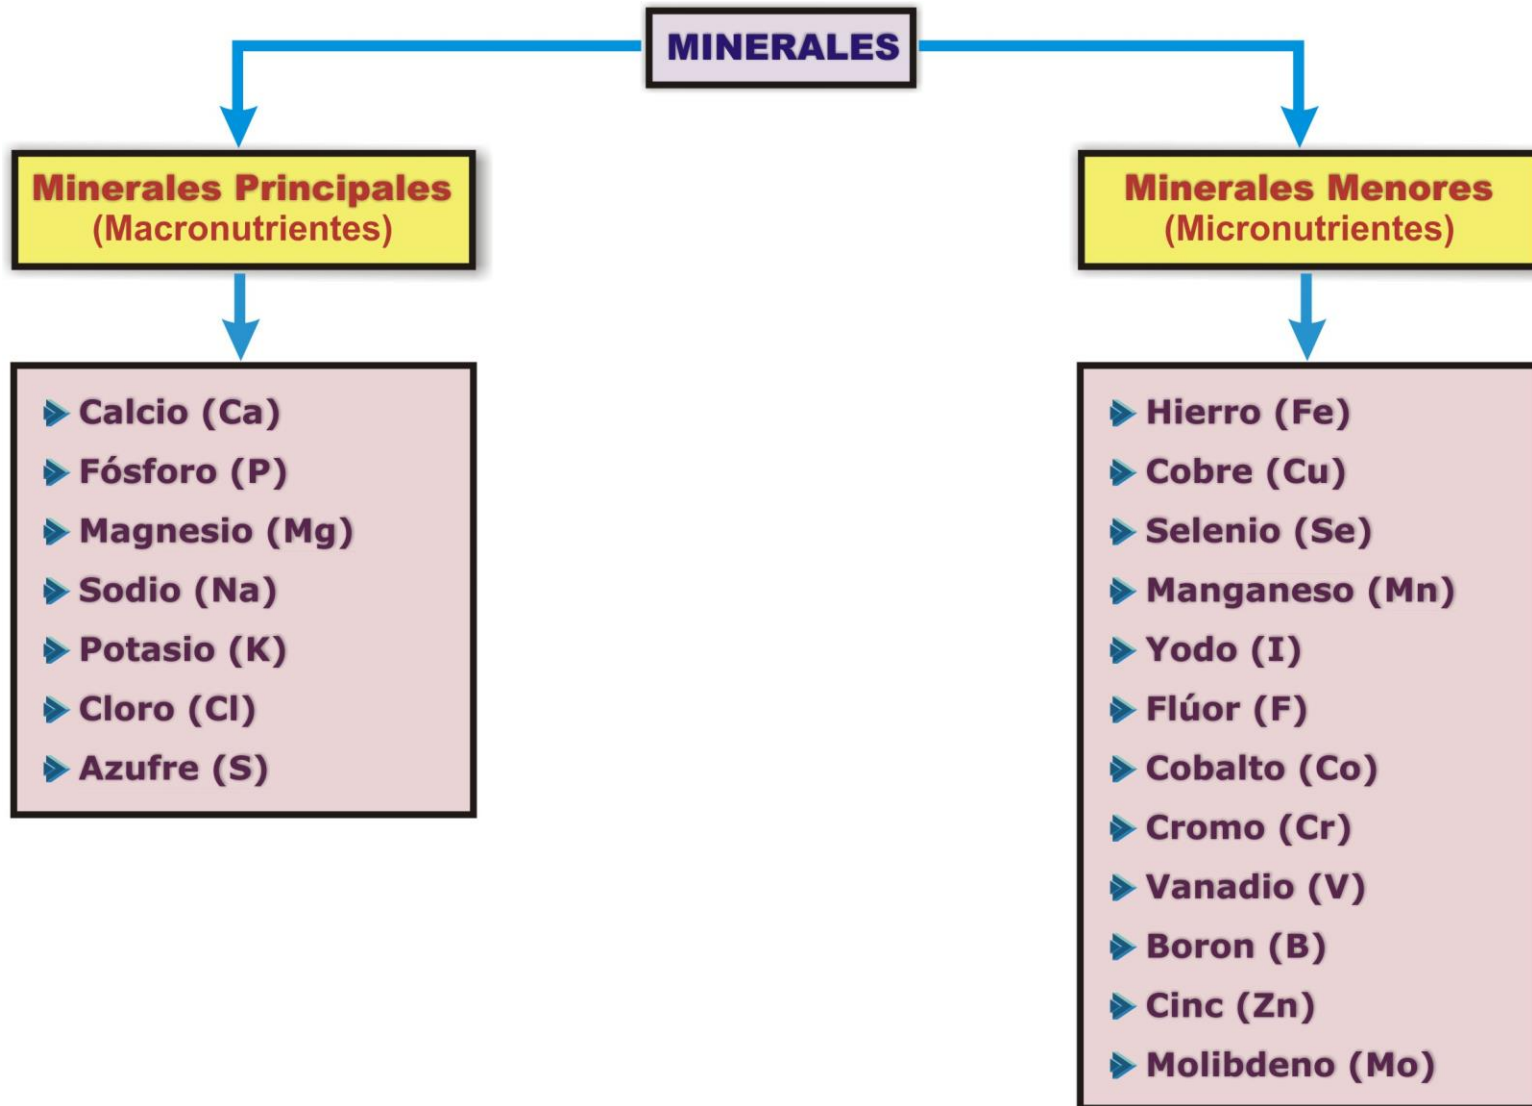 MINERALES
Minerales Principales
(Macronutrientes)
Calcio (Ca)
Fósforo (P)
Magnesio (Mg)
Sodio (Na)
Potasio (K)
Cloro (Cl)
Azufre (S)
Minerales Menores
(Micronutrientes)
Hierro (Fe)
Cobre (Cu)
Selenio (Se)
Manganeso (Mn)
Yodo (I)
Flúor (F)
Cobalto (Co)
Cromo (Cr)
Vanadio (V)
Boron (B)
Cinc (Zn)
Molibdeno (Mo)